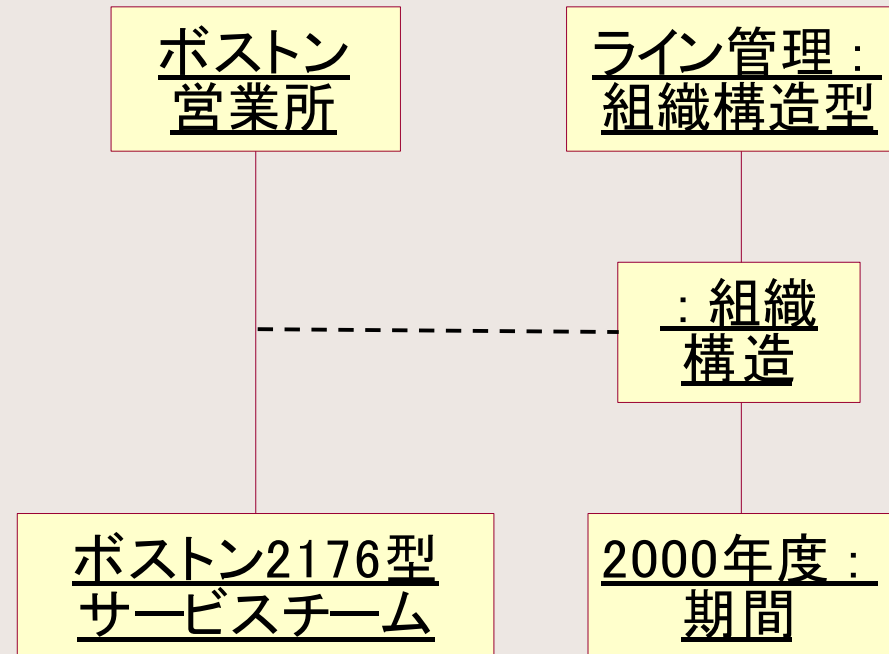 ボストン
営業所
ライン管理：
組織構造型
：組織
構造
ボストン2176型
サービスチーム
2000年度：
期間